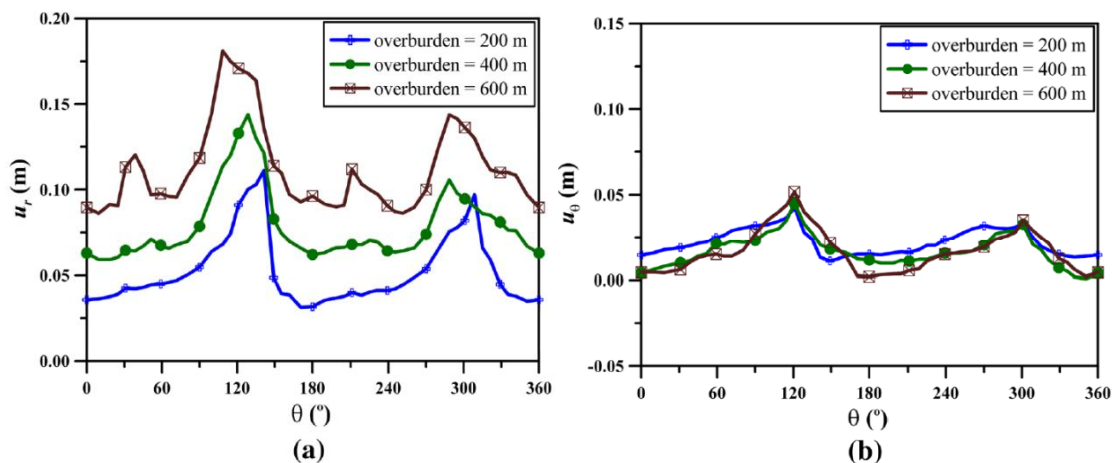 0.20
0.15
0.10
0.05
0.00
u_r (m)
overburden = 200 m
overburden = 400 m
overburden = 600 m
0 60 120 180 240 300 360
θ (º)
(a)
0.15
0.10
0.05
0.00
-0.05
u_θ (m)
overburden = 200 m
overburden = 400 m
overburden = 600 m
0 60 120 180 240 300 360
θ (º)
(b)